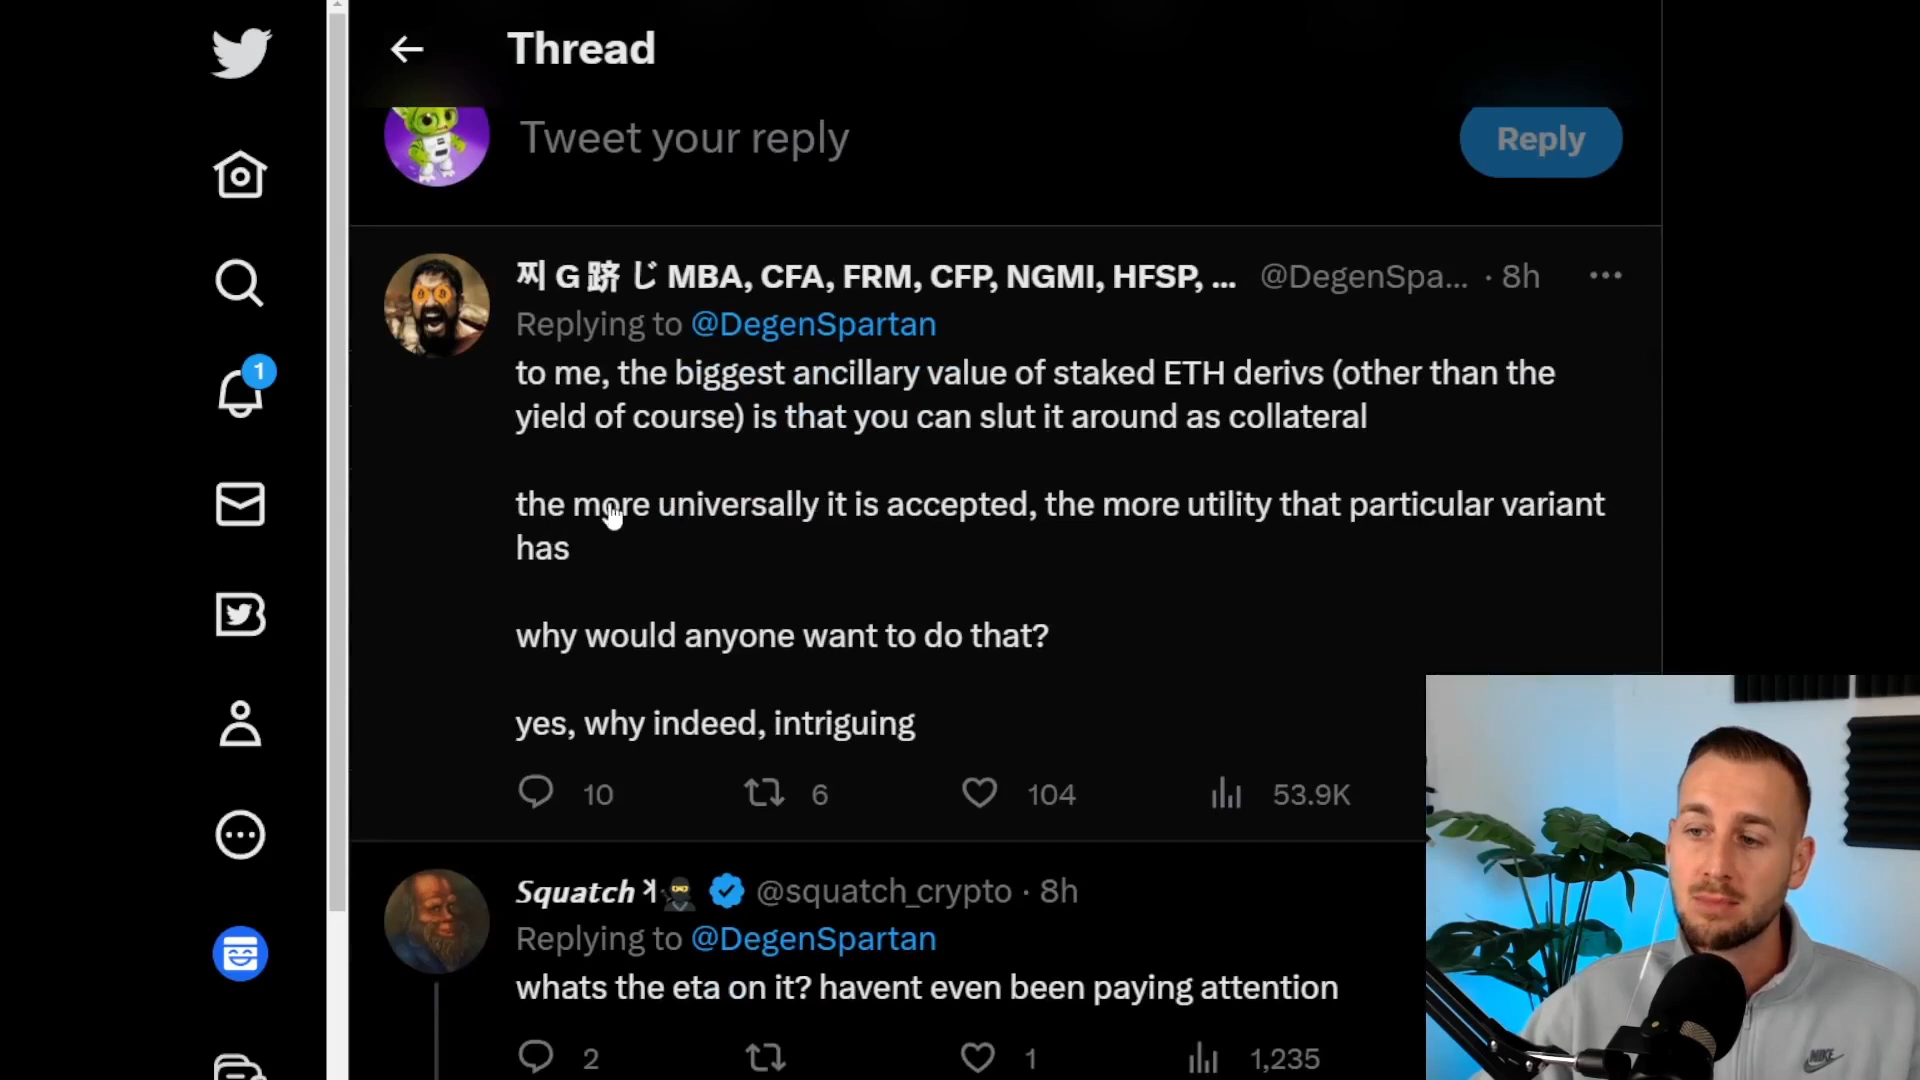 Thread
Tweet your reply
Reply
찌 G 跻 じ MBA, CFA, FRM, CFP, NGMI, HFSP, ... @DegenSpa... · 8h
Replying to @DegenSpartan
to me, the biggest ancillary value of staked ETH derivs (other than the
yield of course) is that you can slut it around as collateral
the more universally it is accepted, the more utility that particular variant
has
why would anyone want to do that?
yes, why indeed, intriguing
10 6 104 53.9K
1
Squatch @squatch_crypto · 8h
Replying to @DegenSpartan
whats the eta on it? havent even been paying attention
2 1 1,235
NIKE